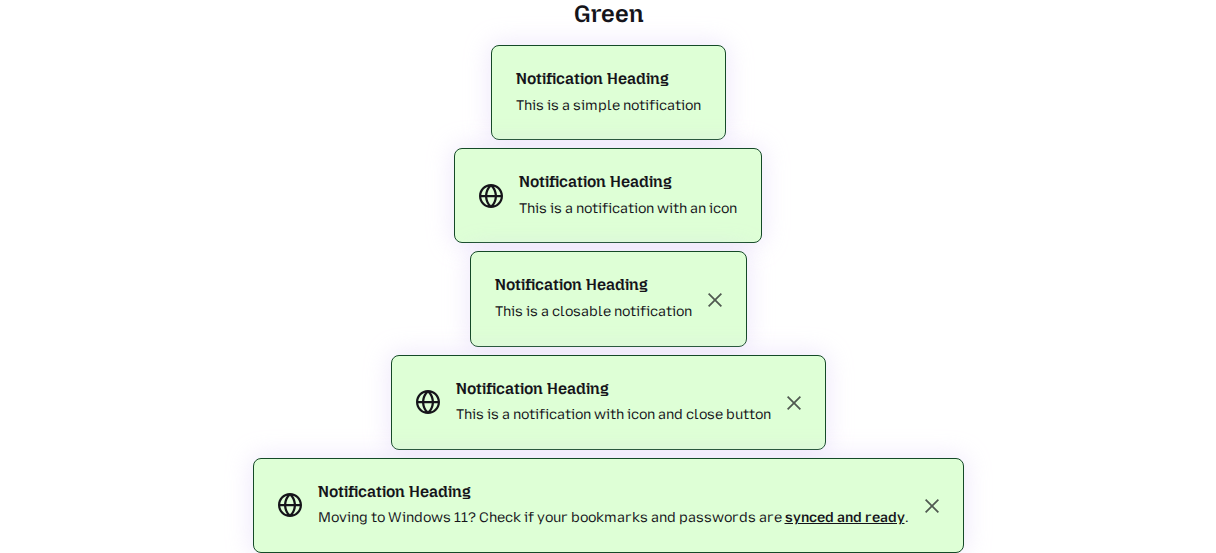 Green
Notification Heading
This is a simple notification
Notification Heading
This is a notification with an icon
Notification Heading
This is a closable notification
Notification Heading
This is a notification with icon and close button
Notification Heading
Moving to Windows 11? Check if your bookmarks and passwords are synced and ready.